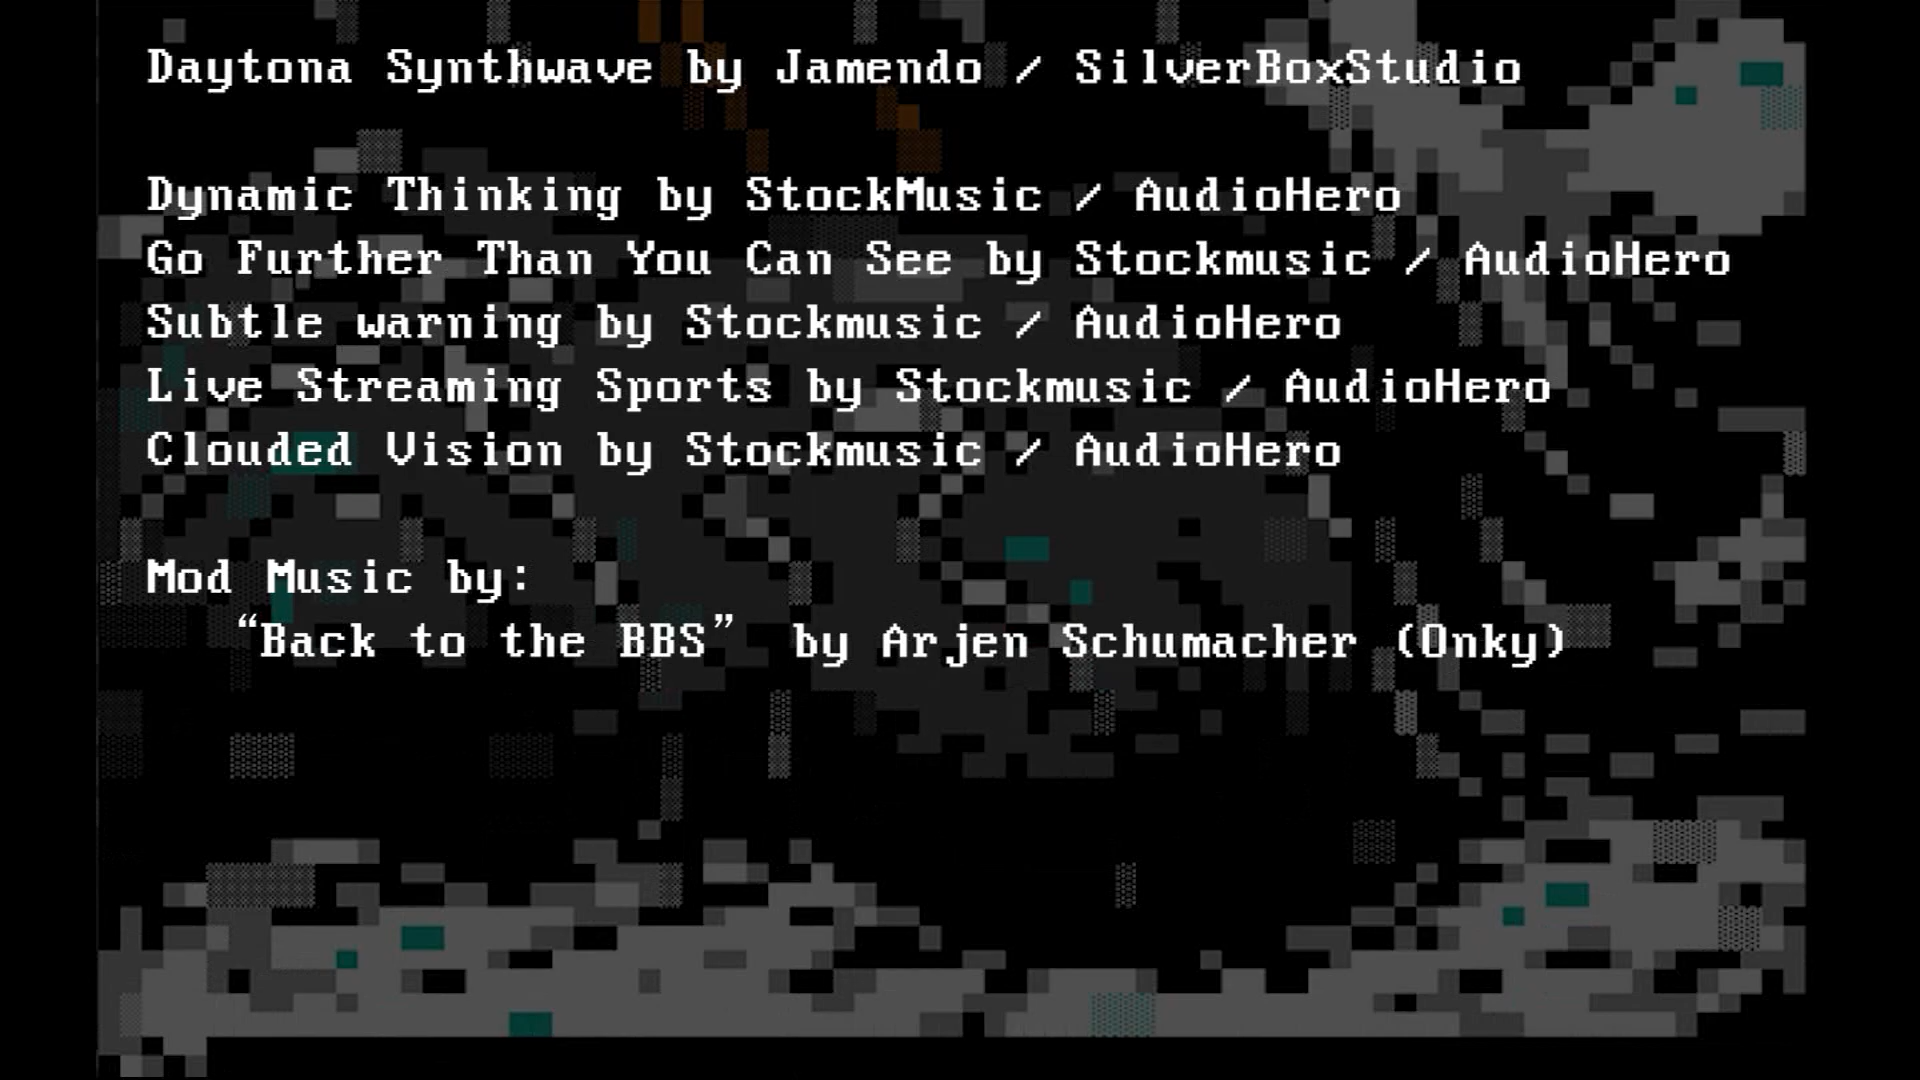 Daytona Synthwave by Jamendo / SilverBoxStudio
Dynamic Thinking by StockMusic / AudioHero
Go Further Than You Can See by Stockmusic / AudioHero
Subtle warning by Stockmusic / AudioHero
Live Streaming Sports by Stockmusic / AudioHero
Clouded Vision by Stockmusic / AudioHero
Mod Music by:
“Back to the BBS” by Arjen Schumacher (Onky)